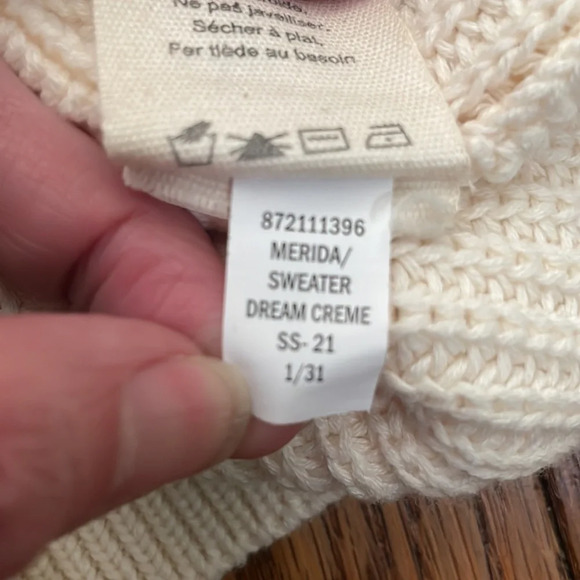 Ne pas javelliser.
Sécher à plat.
Fer tiède au besoin
872111396
MERIDA/
SWEATER
DREAM CREME
SS- 21
1/31